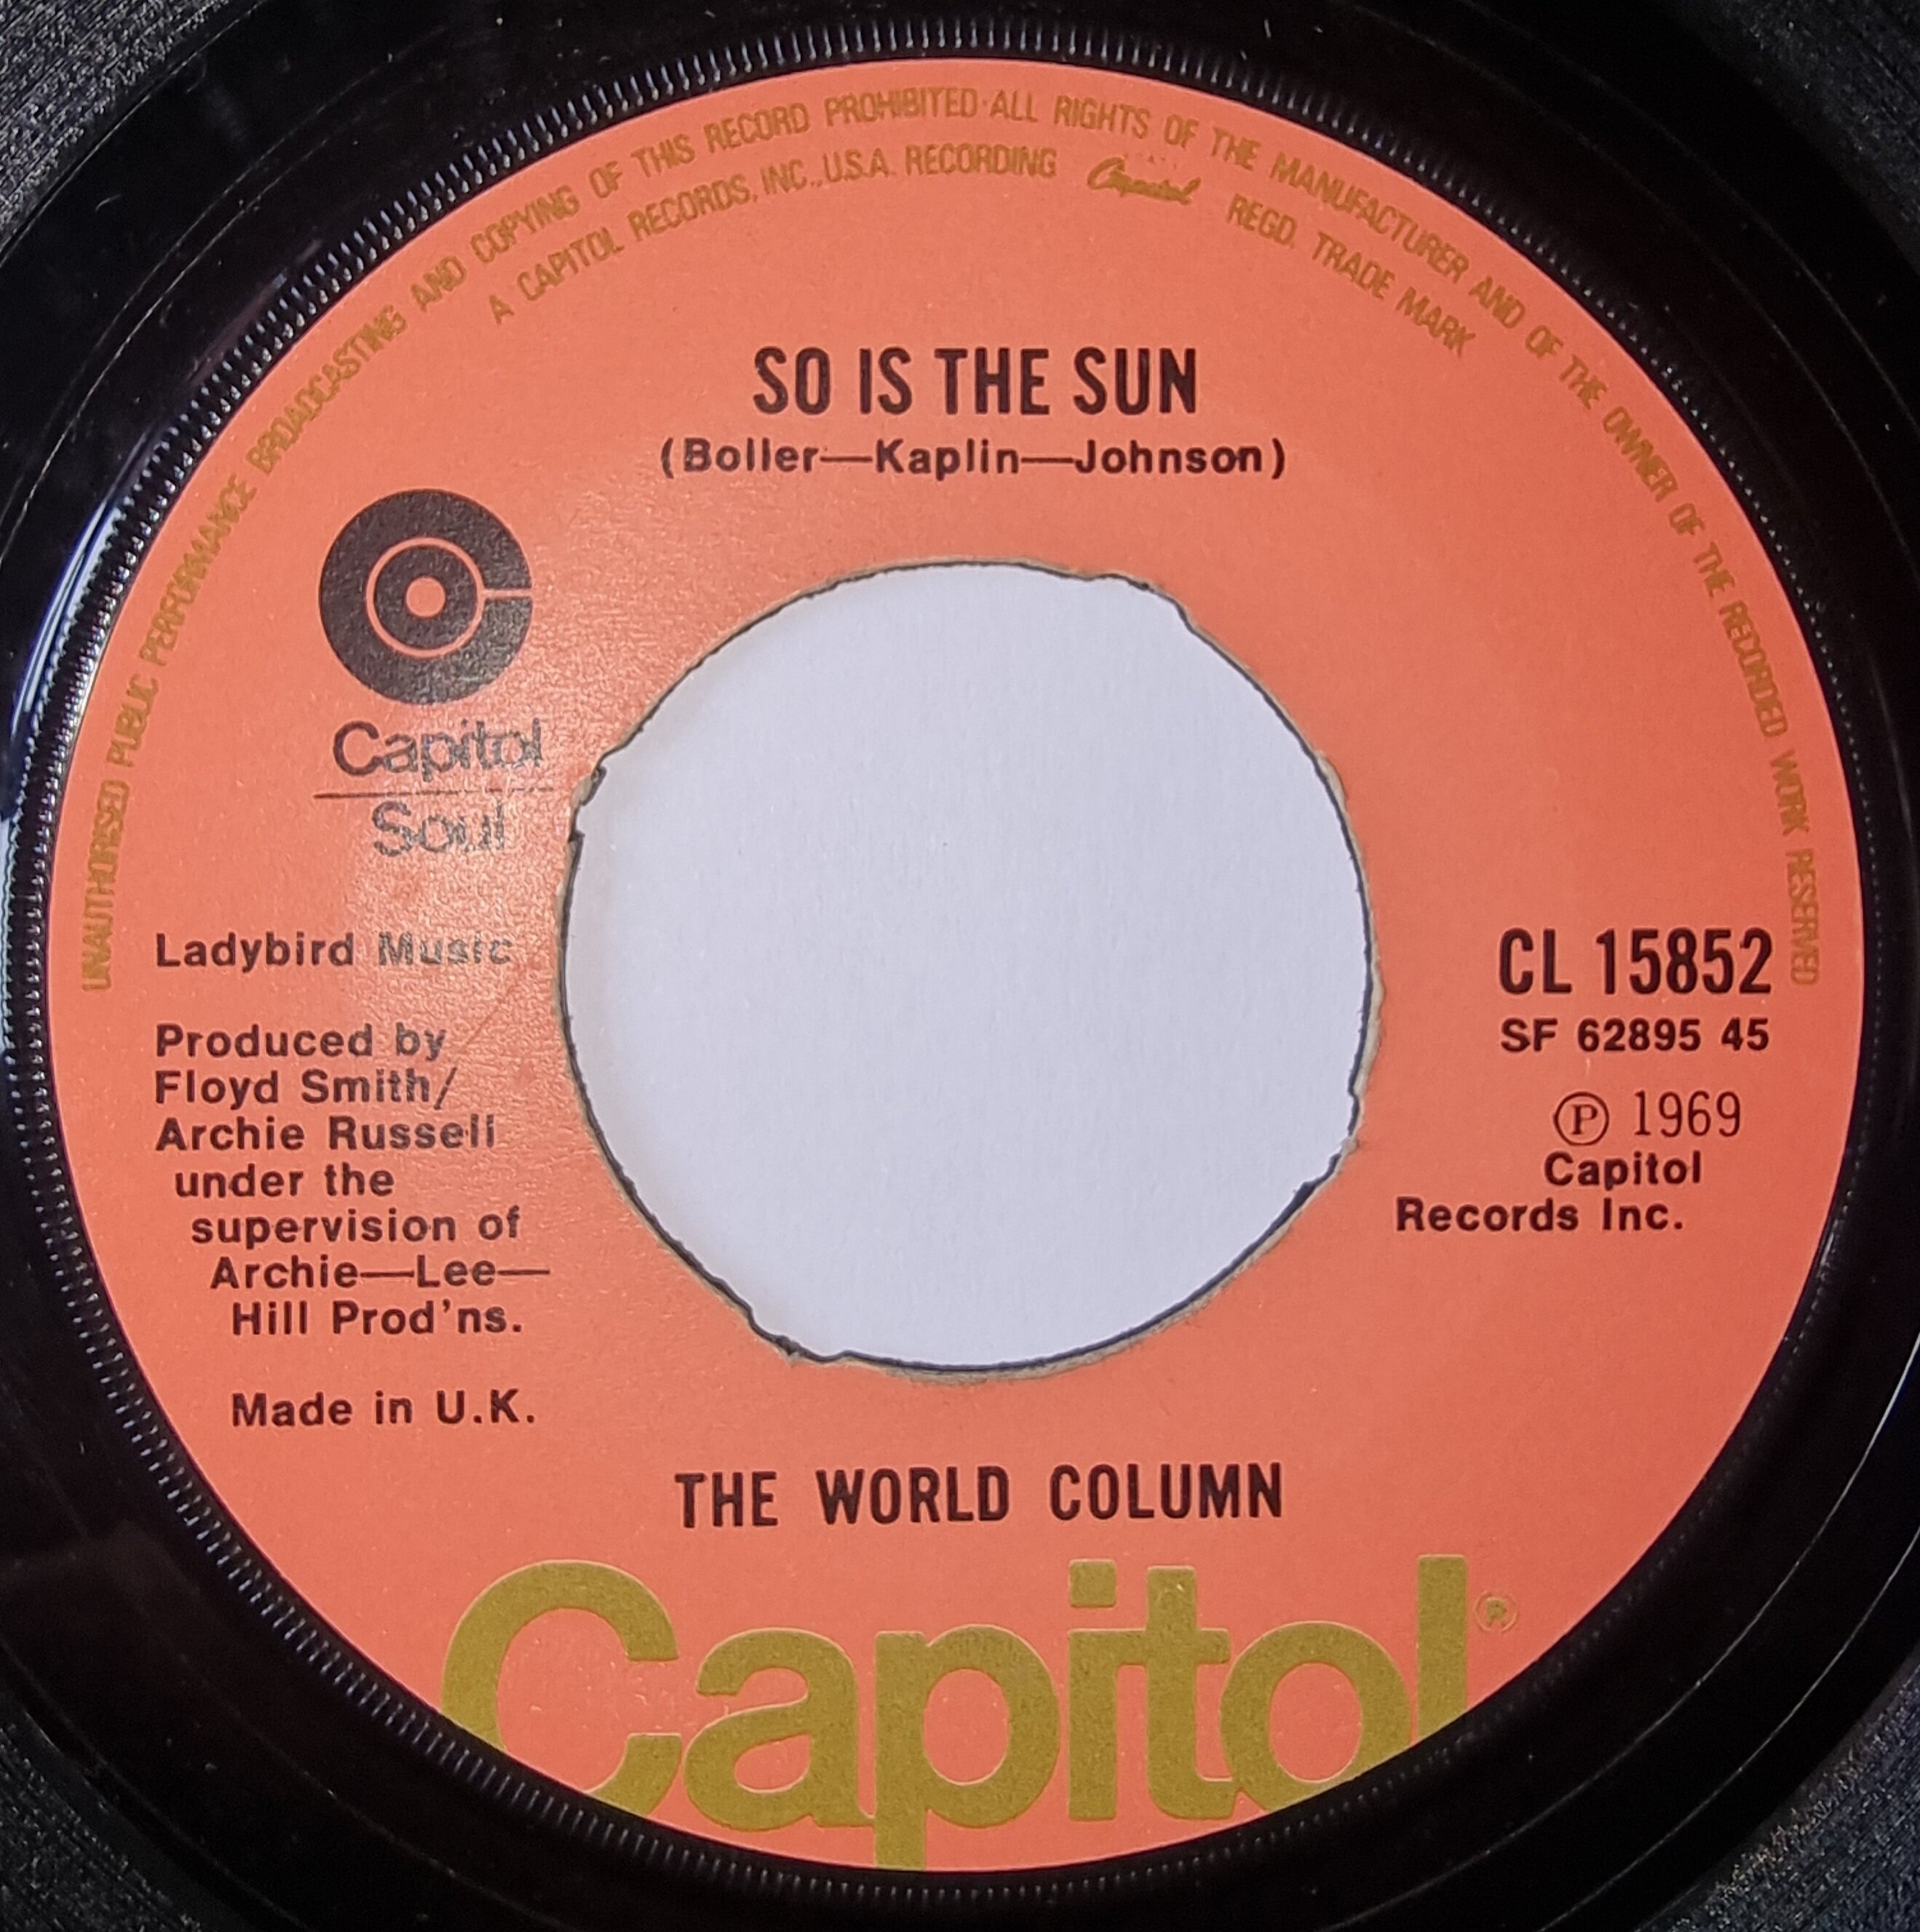 UNAUTHORISED PUBLIC PERFORMANCE BROADCASTING AND COPYING OF THIS RECORD PROHIBITED·ALL RIGHTS OF THE MANUFACTURER AND OF THE OWNER OF THE RECORDED WORK RESERVED
A CAPITOL RECORDS, INC., U.S.A. RECORDING Capitol REGD. TRADE MARK
SO IS THE SUN
(Boller—Kaplin—Johnson)
Capitol
Soul
Ladybird Music
Produced by
Floyd Smith/
Archie Russell
under the
supervision of
Archie—Lee—
Hill Prod'ns.
Made in U.K.
CL 15852
SF 62895 45
Ⓟ 1969
Capitol
Records Inc.
THE WORLD COLUMN
Capitol®